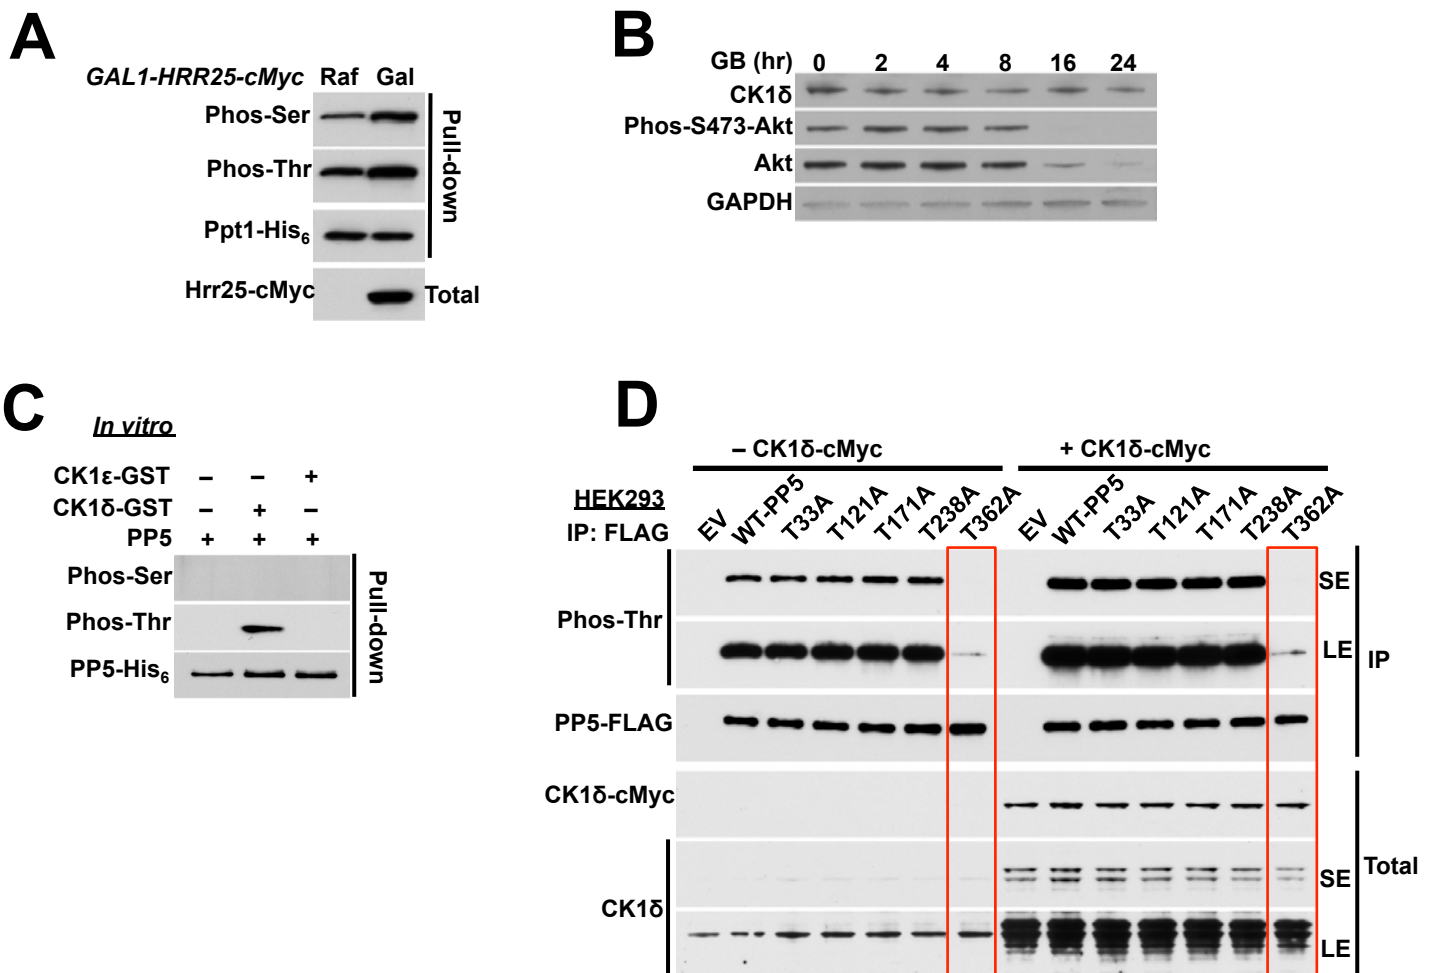 A
GAL1-HRR25-cMyc Raf Gal
Phos-Ser
Phos-Thr
Ppt1-His6
Pull-down
Hrr25-cMyc
Total
B
GB (hr) 0 2 4 8 16 24
CK1δ
Phos-S473-Akt
Akt
GAPDH
C
In vitro
CK1ε-GST – – +
CK1δ-GST – + –
PP5 + + +
Phos-Ser
Phos-Thr
PP5-His6
Pull-down
D
– CK1δ-cMyc + CK1δ-cMyc
HEK293
IP: FLAG
EV WT-PP5 T33A T121A T171A T238A T362A EV WT-PP5 T33A T121A T171A T238A T362A
Phos-Thr
SE
LE
IP
PP5-FLAG
CK1δ-cMyc
Total
CK1δ
SE
LE